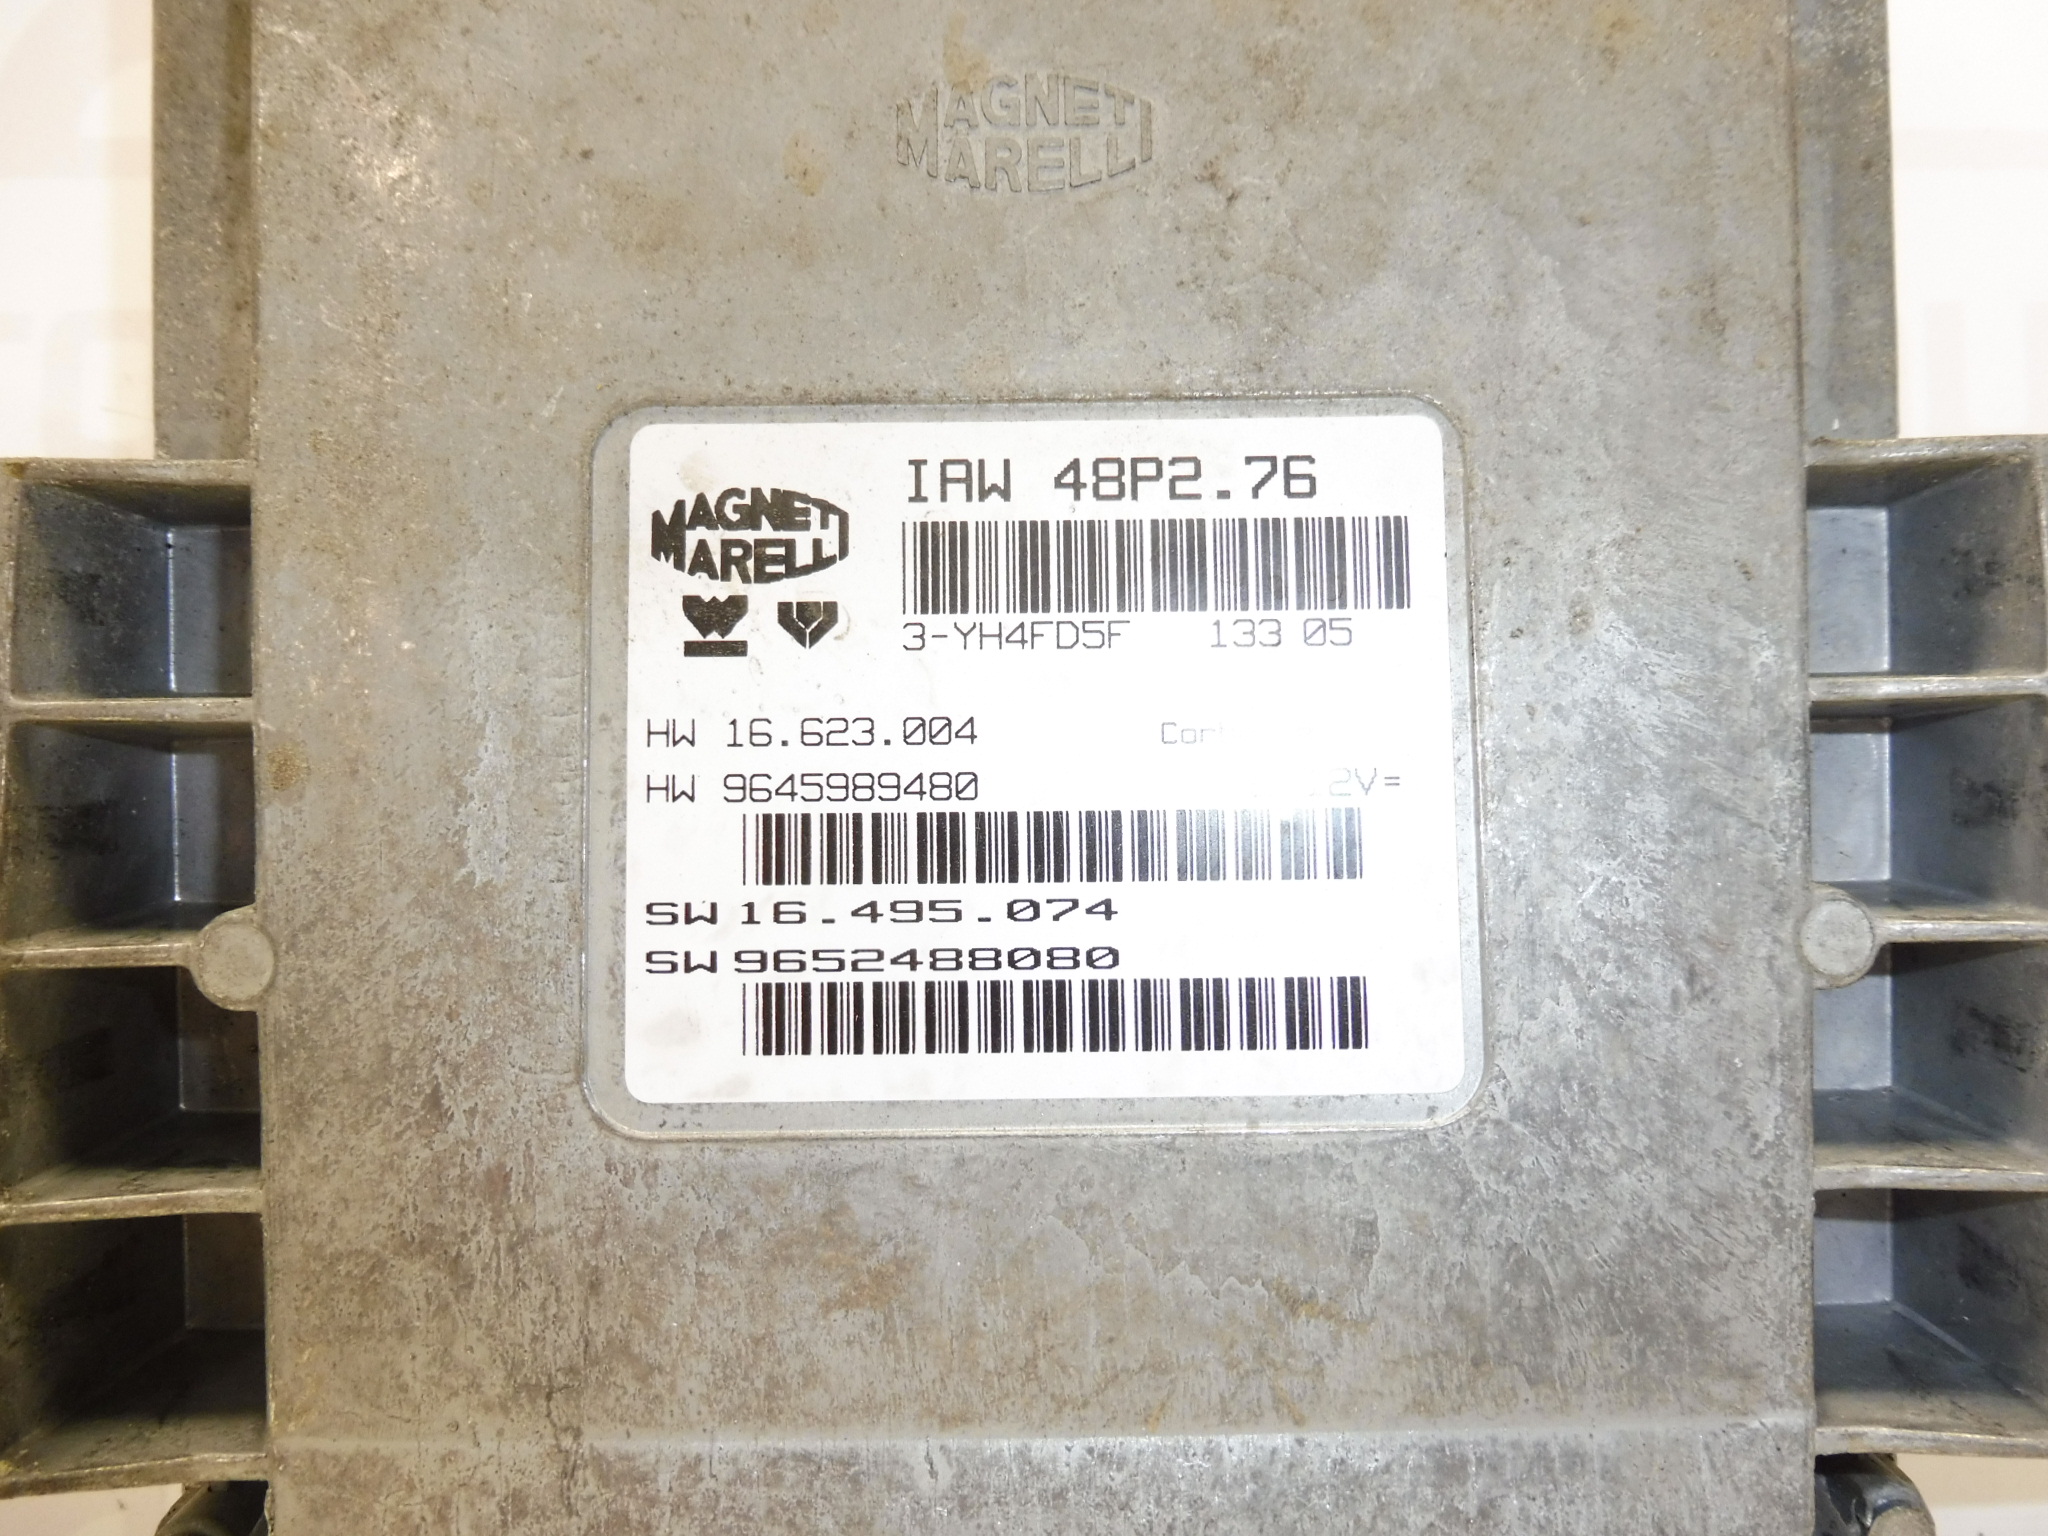 MAGNETI
MARELLI
MAGNETI
MARELLI
IAW 48P2.76
3-YH4FD5F 133 05
HW 16.623.004
HW 9645989480 2V=
SW 16.495.074
SW 9652488080